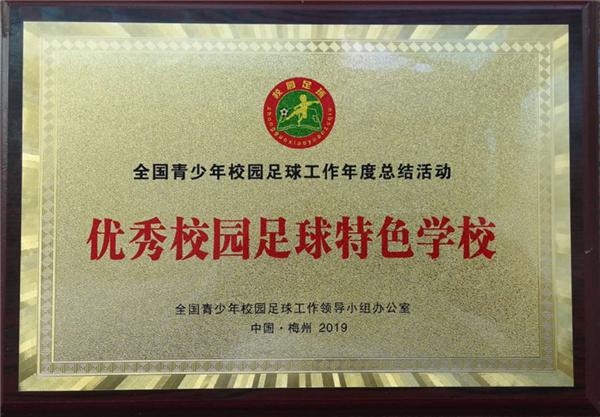 校园足球
全国青少年校园足球工作年度总结活动
优秀校园足球特色学校
全国青少年校园足球工作领导小组办公室
中国·梅州 2019